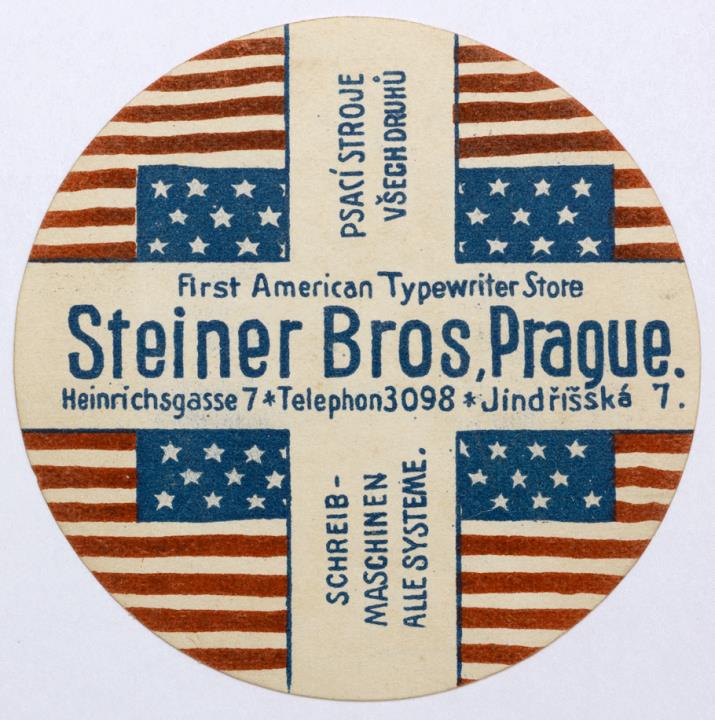 PSACÍ STROJE
VŠECH DRUHŮ
First American Typewriter Store
Steiner Bros, Prague.
Heinrichsgasse 7 * Telephon 3098 * Jindřišská 7.
SCHREIB-
MASCHINEN
ALLE SYSTEME.